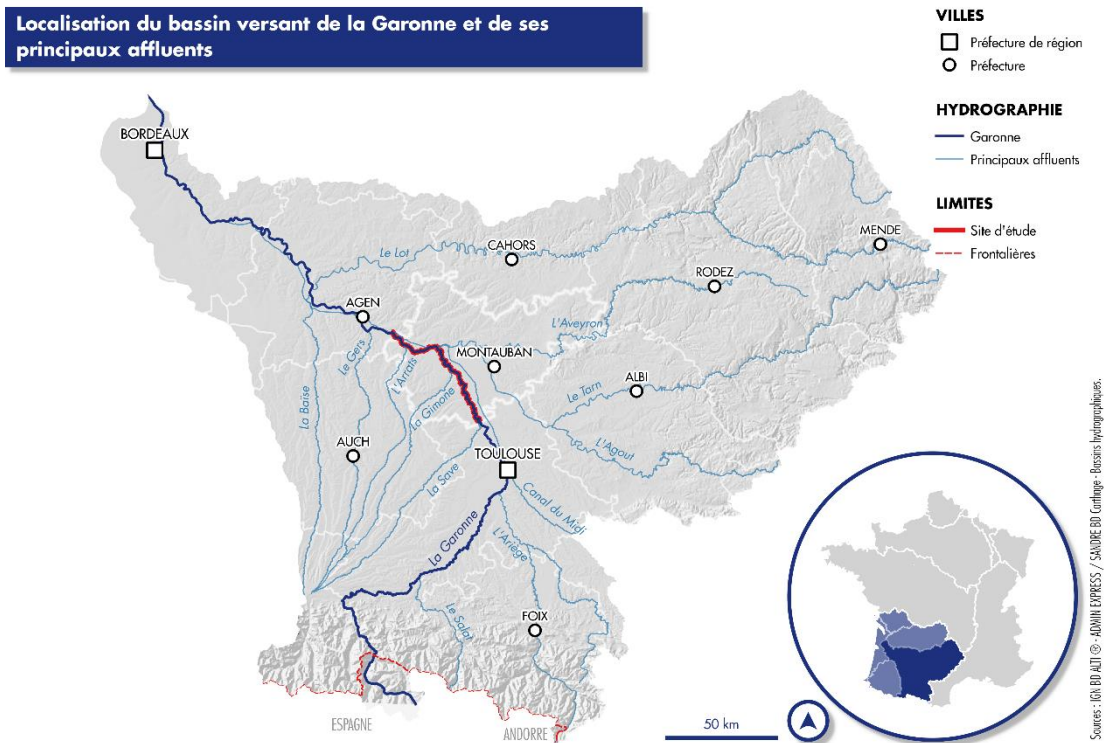 Localisation du bassin versant de la Garonne et de ses
principaux affluents
VILLES
Préfecture de région
Préfecture
HYDROGRAPHIE
Garonne
Principaux affluents
LIMITES
Site d'étude
Frontalières
BORDEAUX
CAHORS
MENDE
Le Lot
RODEZ
AGEN
L'Aveyron
Le Gers
L'Arrats
MONTAUBAN
La Gimone
ALBI
Le Tarn
La Baïse
AUCH
L'Agout
TOULOUSE
La Save
Canal du Midi
La Garonne
L'Ariège
Le Salat
FOIX
ESPAGNE
ANDORRE
50 km
Sources : IGN BD ALTI ® - ADMIN EXPRESS / SANDRE BD Carthage - Bassins hydrographiques.